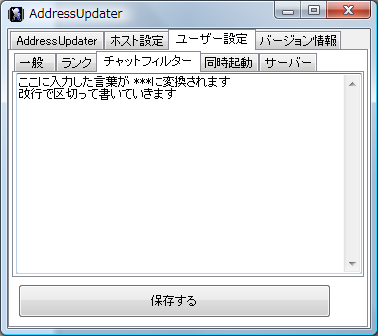 AddressUpdater
AddressUpdater ホスト設定 ユーザー設定 バージョン情報
一般 ランク チャットフィルター 同時起動 サーバー
ここに入力した言葉が ***に変換されます
改行で区切って書いていきます
保存する